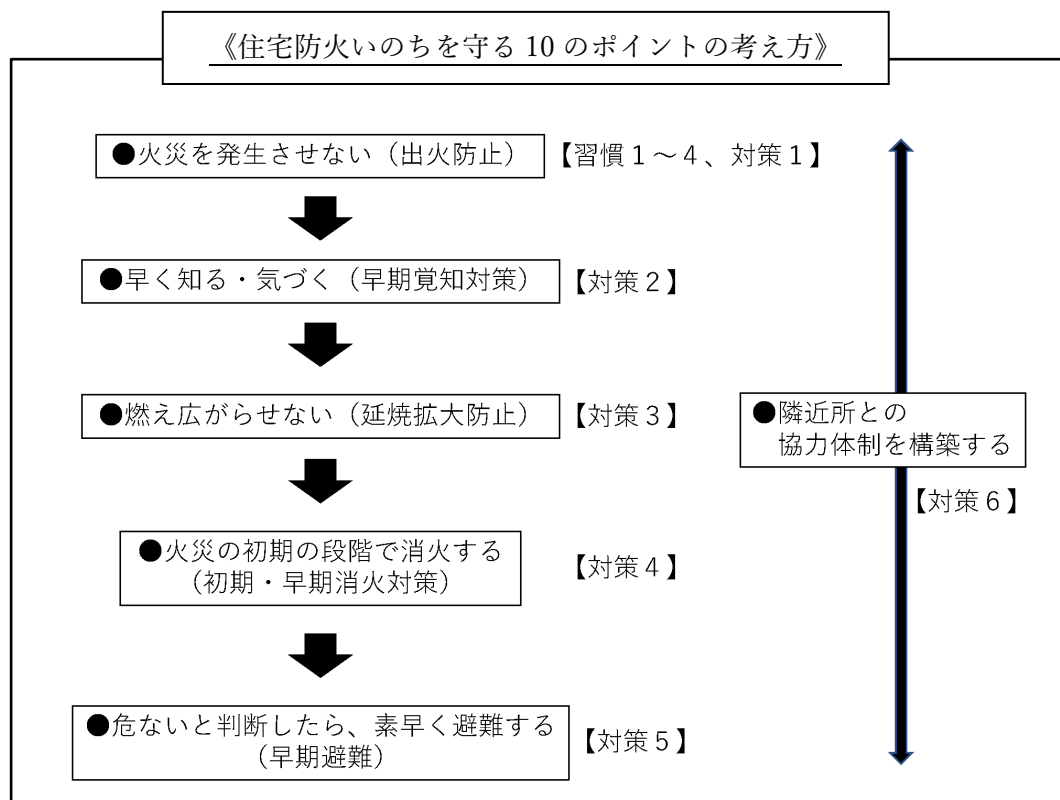 《住宅防火いのちを守る 10 のポイントの考え方》
●火災を発生させない（出火防止）
【習慣１～４、対策１】
●早く知る・気づく（早期覚知対策）
【対策２】
●燃え広がらせない（延焼拡大防止）
【対策３】
●火災の初期の段階で消火する
（初期・早期消火対策）
【対策４】
●危ないと判断したら、素早く避難する
（早期避難）
【対策５】
●隣近所との
協力体制を構築する
【対策６】